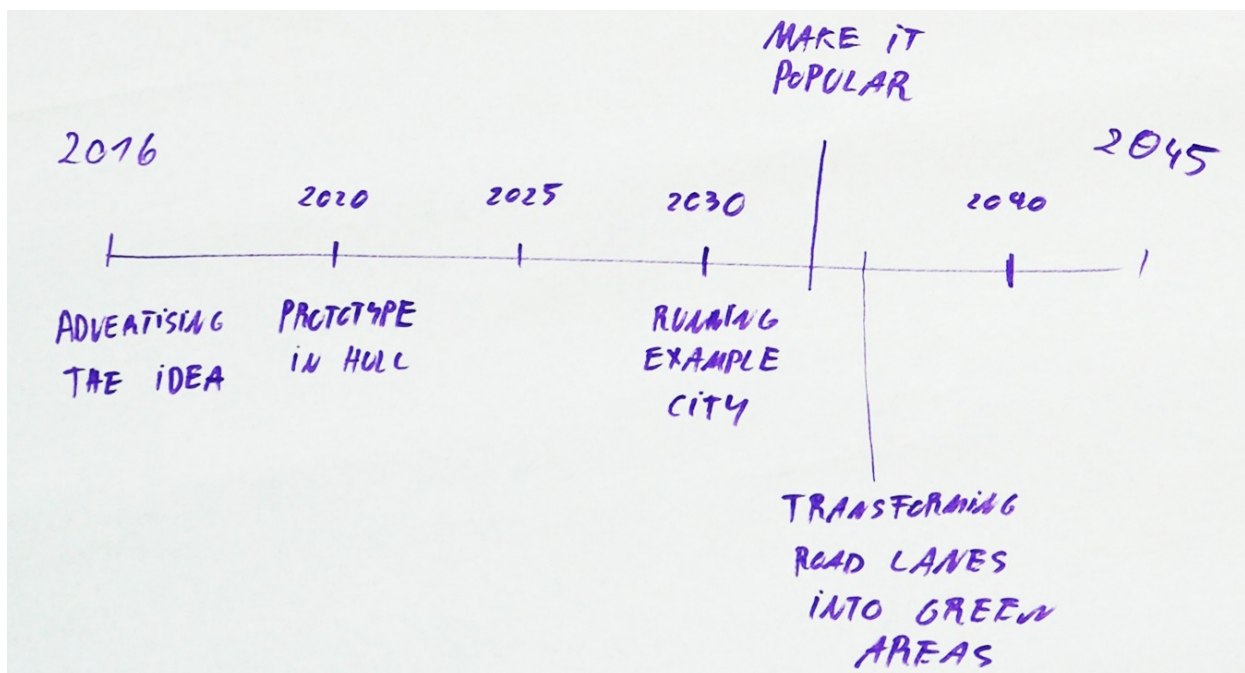 MAKE iT
POPULAR
2016
2045
2020
2025
2030
2040
ADVERTiSiNG
THE iDEA
PROTOTYPE
iN HULL
RUNNiNG
EXAMPLE
CiTY
TRANSFORMiNG
ROAD LANES
iNTO GREEN
AREAS